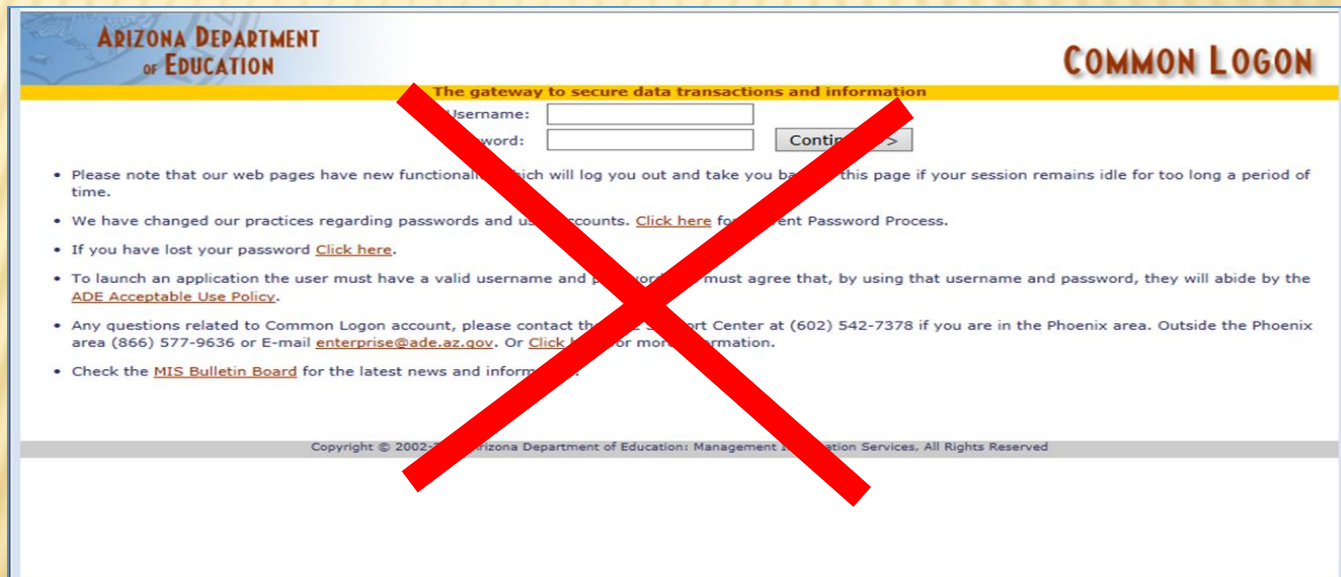 ARIZONA DEPARTMENT
OF EDUCATION
COMMON LOGON
The gateway to secure data transactions and information
Username:
word:
Contin >
• Please note that our web pages have new functionali which will log you out and take you ba this page if your session remains idle for too long a period of
time.
• We have changed our practices regarding passwords and us ccounts. Click here fo rent Password Process.
• If you have lost your password Click here.
• To launch an application the user must have a valid username and p word must agree that, by using that username and password, they will abide by the
ADE Acceptable Use Policy.
• Any questions related to Common Logon account, please contact th S rt Center at (602) 542-7378 if you are in the Phoenix area. Outside the Phoenix
area (866) 577-9636 or E-mail enterprise@ade.az.gov. Or Click or more rmation.
• Check the MIS Bulletin Board for the latest news and inform
Copyright © 2002- Arizona Department of Education: Management ation Services, All Rights Reserved